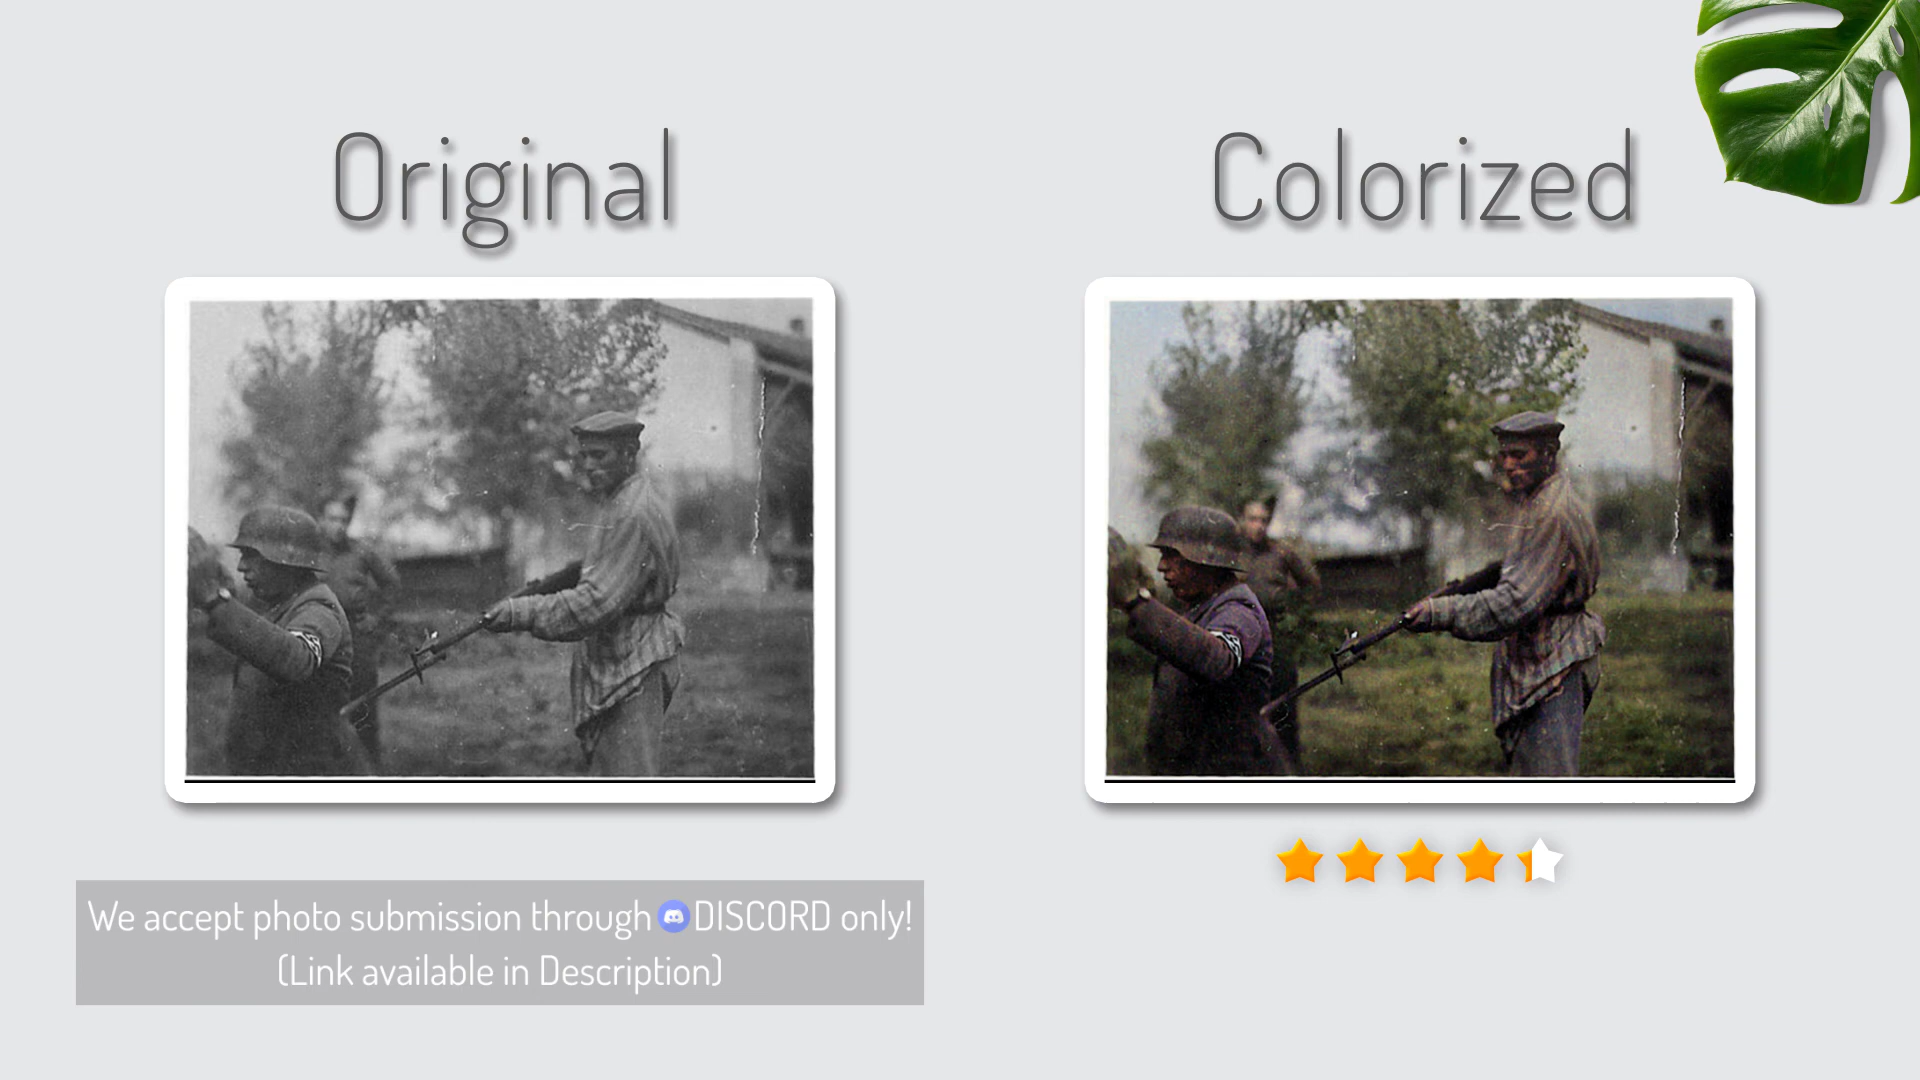 Original
Colorized
We accept photo submission through DISCORD only!
(Link available in Description)